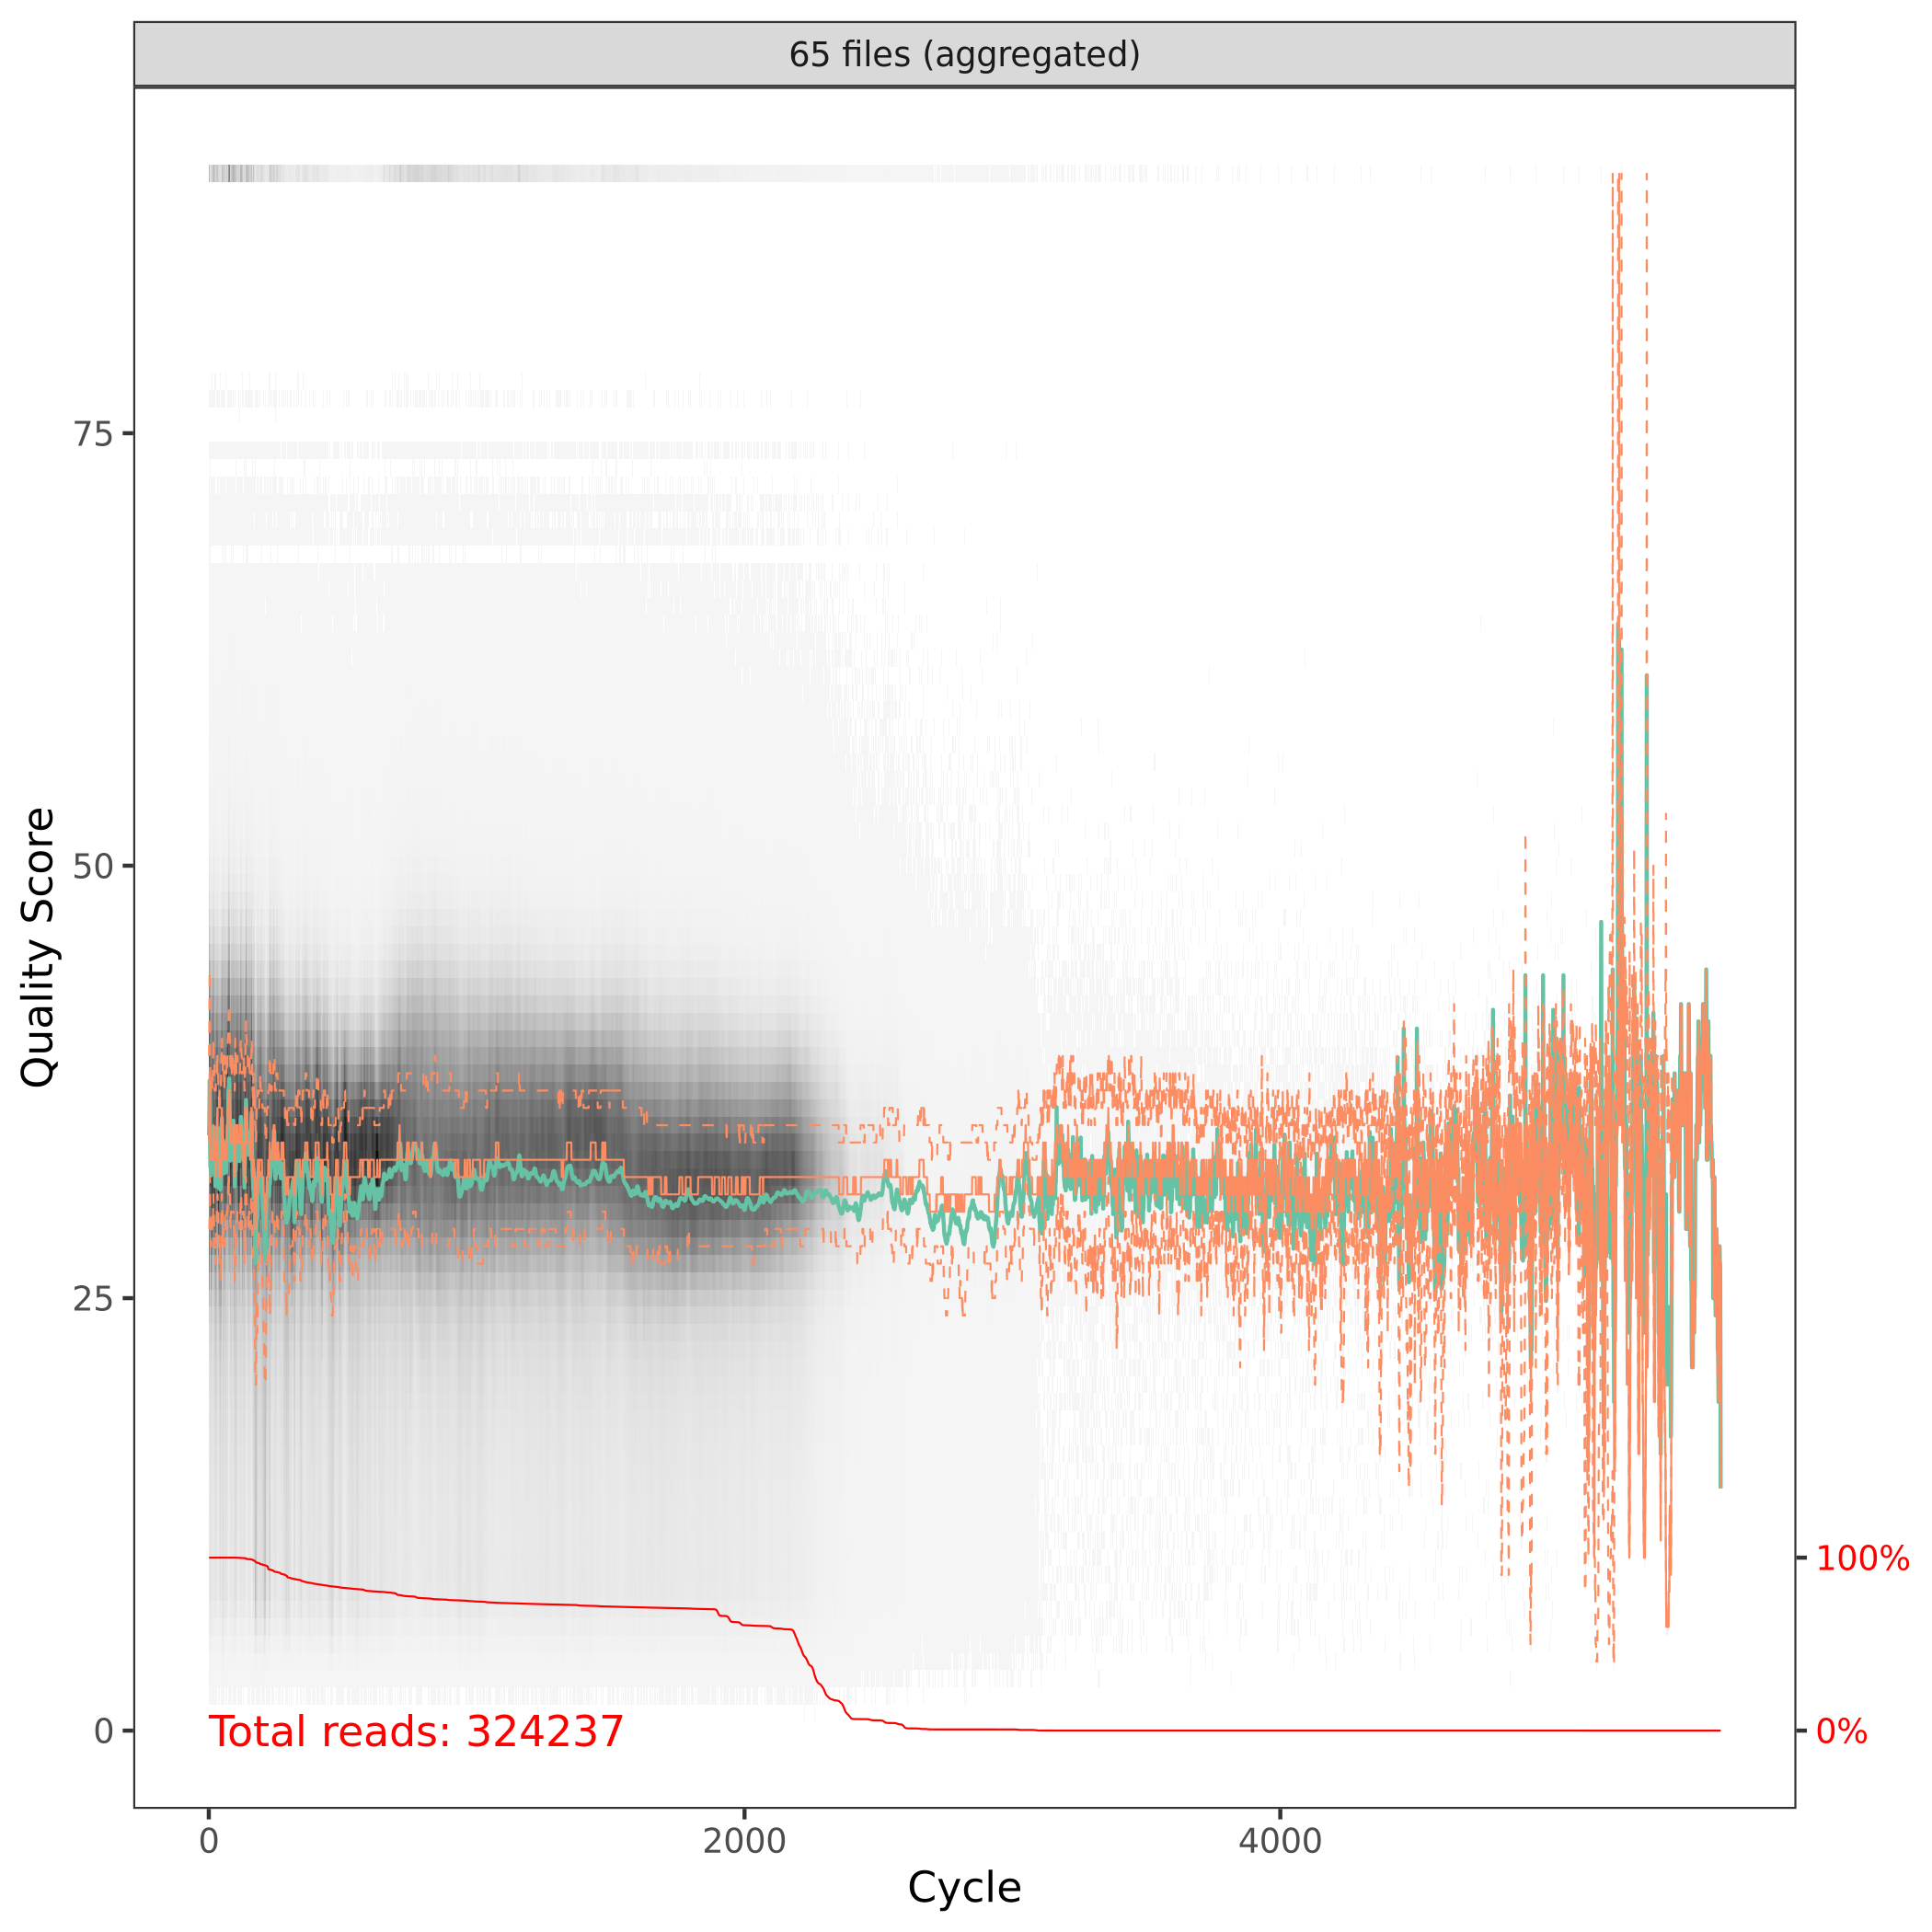 65 files (aggregated)
Quality Score
75
50
25
0
100%
0%
Total reads: 324237
0
2000
4000
Cycle